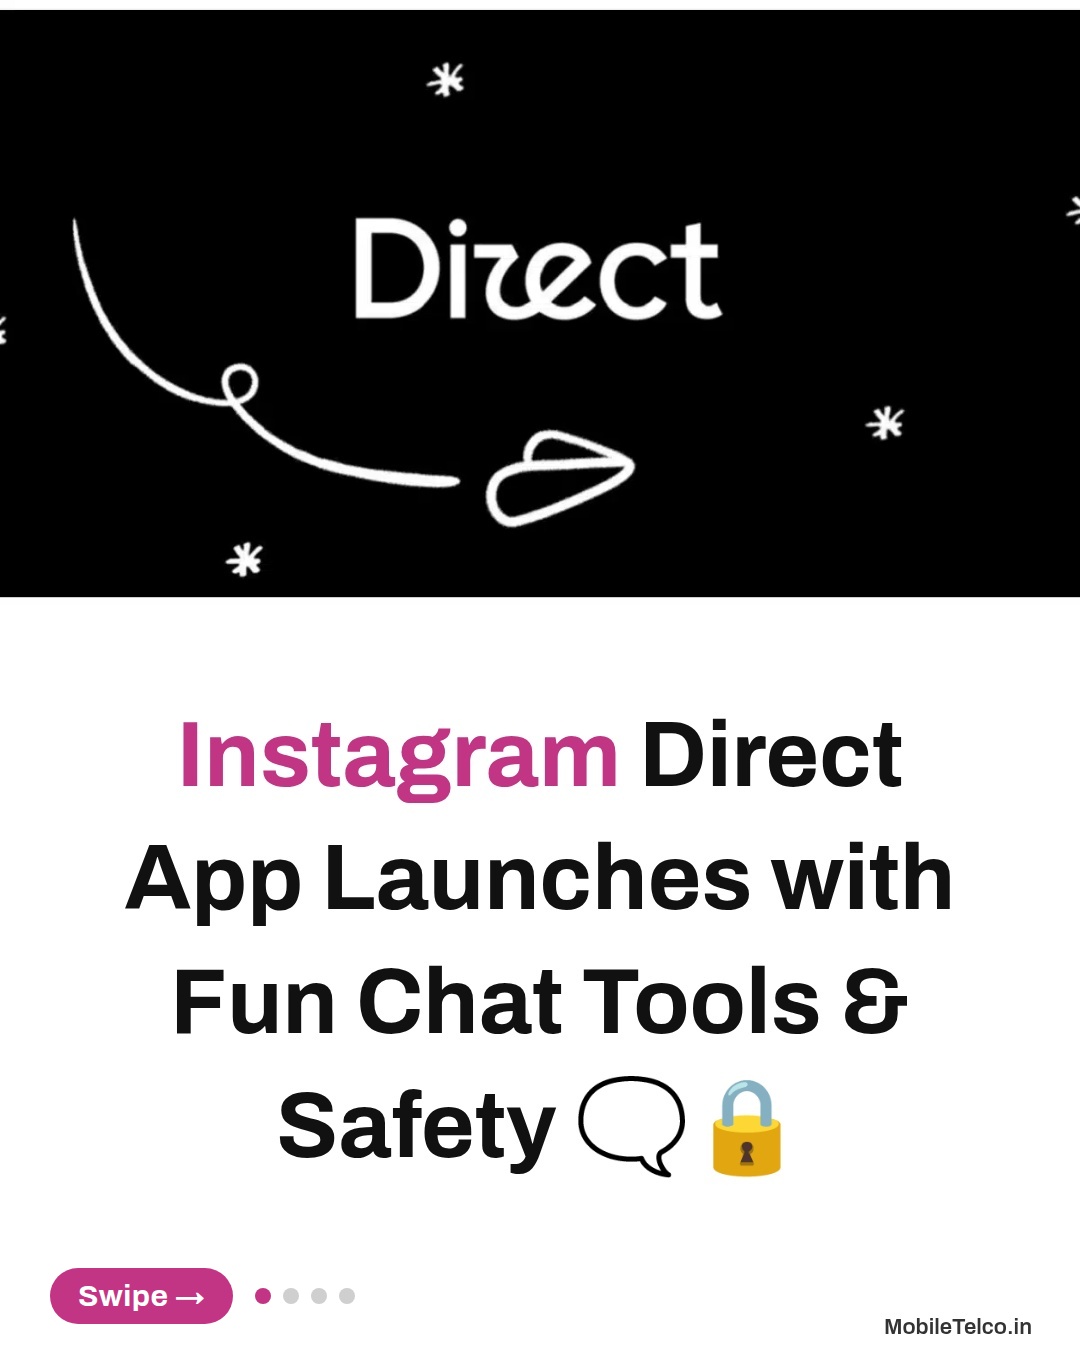 Direct
Instagram Direct
App Launches with
Fun Chat Tools &
Safety 🗨🔒
Swipe →
MobileTelco.in